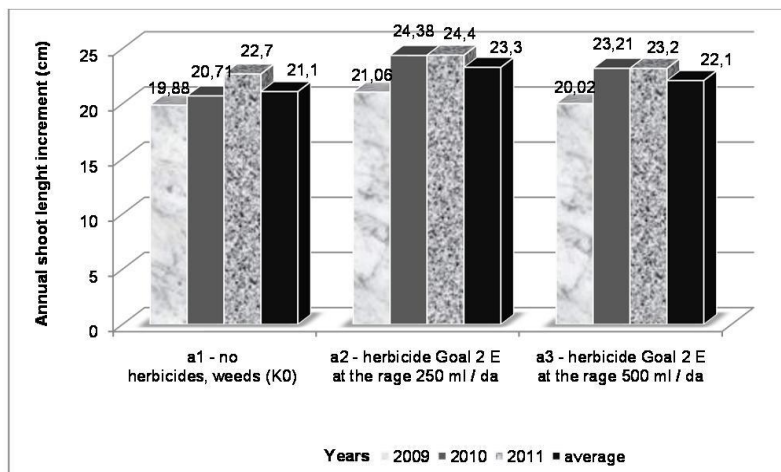 Annual shoot lenght increment (cm)
25
20
15
10
5
0
19,88
20,71
22,7
21,1
21,06
24,38
24,4
23,3
20,02
23,21
23,2
22,1
a1 - no
herbicides, weeds (K0)
a2 - herbicide Goal 2 E
at the rage 250 ml / da
a3 - herbicide Goal 2 E
at the rage 500 ml / da
Years 2009 2010 2011 average